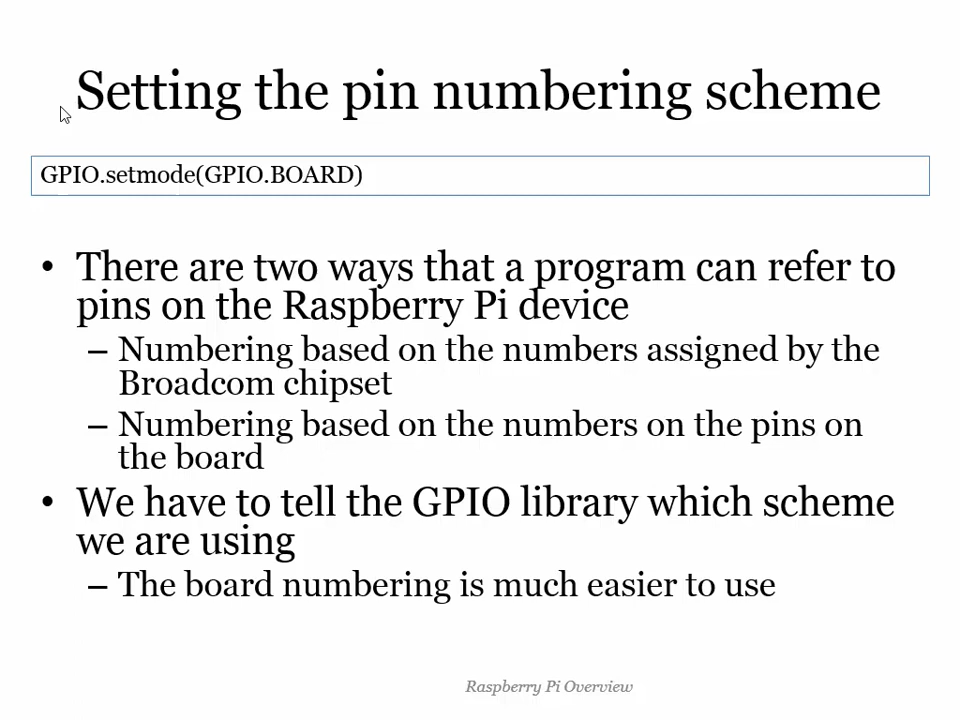 Setting the pin numbering scheme
GPIO.setmode(GPIO.BOARD)
• There are two ways that a program can refer to
pins on the Raspberry Pi device
– Numbering based on the numbers assigned by the
Broadcom chipset
– Numbering based on the numbers on the pins on
the board
• We have to tell the GPIO library which scheme
we are using
– The board numbering is much easier to use
Raspberry Pi Overview